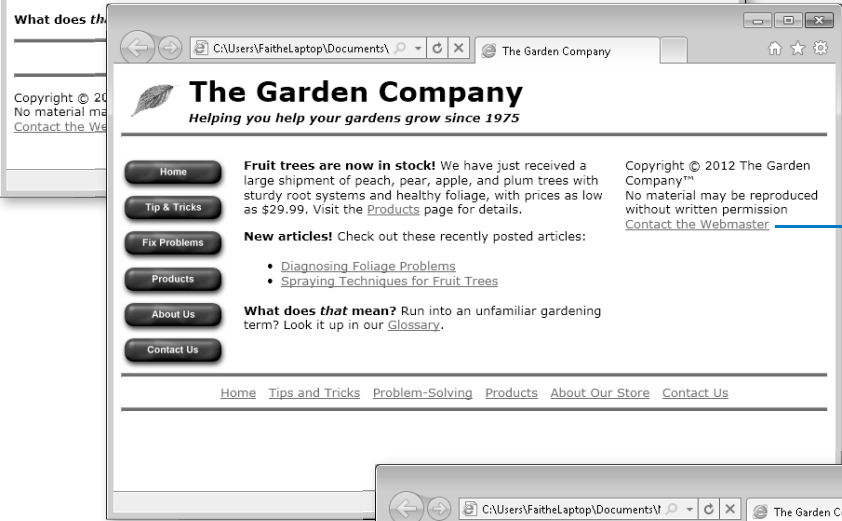 What does
Copyright © 20
No material ma
Contact the We
C:\Users\FaitheLaptop\Documents\
The Garden Company
The Garden Company
Helping you help your gardens grow since 1975
Home
Tip & Tricks
Fix Problems
Products
About Us
Contact Us
Fruit trees are now in stock! We have just received a
large shipment of peach, pear, apple, and plum trees with
sturdy root systems and healthy foliage, with prices as low
as $29.99. Visit the Products page for details.
New articles! Check out these recently posted articles:
• Diagnosing Foliage Problems
• Spraying Techniques for Fruit Trees
What does that mean? Run into an unfamiliar gardening
term? Look it up in our Glossary.
Copyright © 2012 The Garden
Company™
No material may be reproduced
without written permission
Contact the Webmaster
Home Tips and Tricks Problem-Solving Products About Our Store Contact Us
C:\Users\FaitheLaptop\Documents\
The Garden C